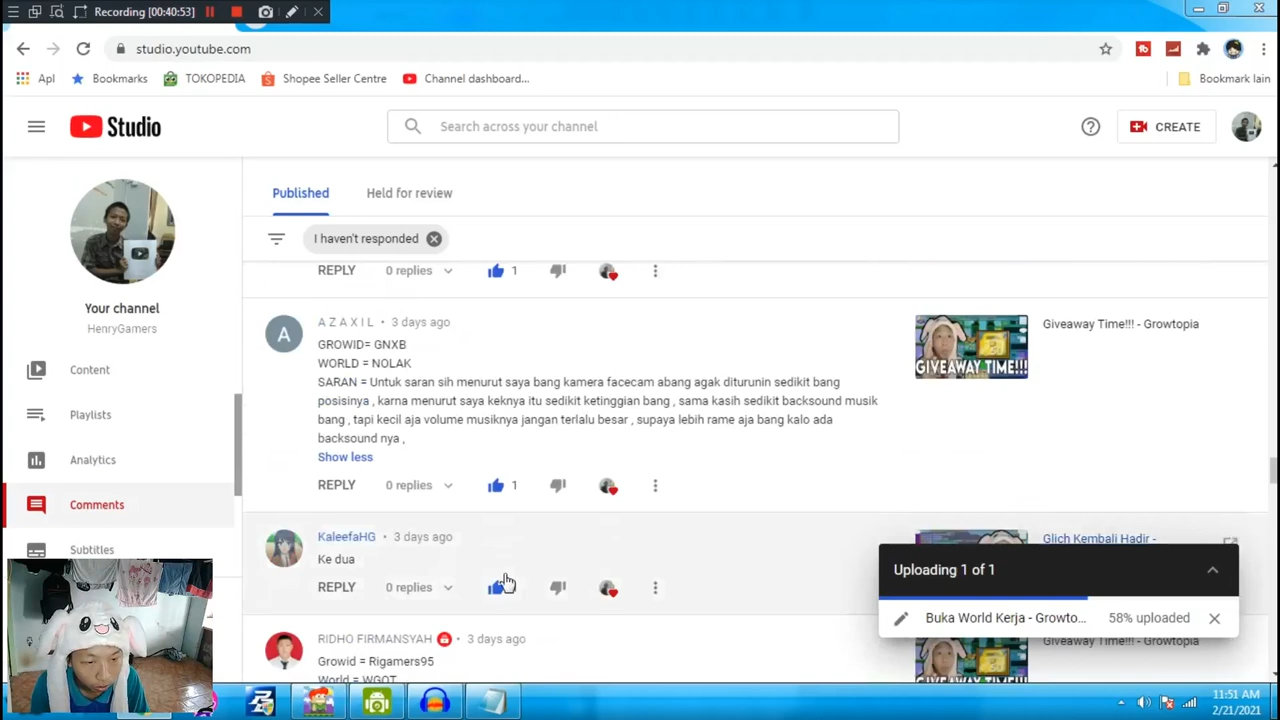 Recording [00:40:53]
studio.youtube.com
Apl
Bookmarks
TOKOPEDIA
Shopee Seller Centre
Channel dashboard...
Bookmark lain
Studio
Search across your channel
CREATE
Your channel
HenryGamers
Content
Playlists
Analytics
Comments
Subtitles
Published
Held for review
I haven't responded
REPLY 0 replies 1
A Z A X I L • 3 days ago
A
GROWID= GNXB
WORLD = NOLAK
SARAN = Untuk saran sih menurut saya bang kamera facecam abang agak diturunin sedikit bang
posisinya , karna menurut saya keknya itu sedikit ketinggian bang , sama kasih sedikit backsound musik
bang , tapi kecil aja volume musiknya jangan terlalu besar , supaya lebih rame aja bang kalo ada
backsound nya ,
Show less
REPLY 0 replies 1
GIVEAWAY TIME!!!
Giveaway Time!!! - Growtopia
KaleefaHG • 3 days ago
Ke dua
REPLY 0 replies
Glich Kembali Hadir -
RIDHO FIRMANSYAH • 3 days ago
Growid = Rigamers95
World = WGOT
Giveaway Time!!! - Growtopia
Uploading 1 of 1
Buka World Kerja - Growto... 58% uploaded
11:51 AM
2/21/2021